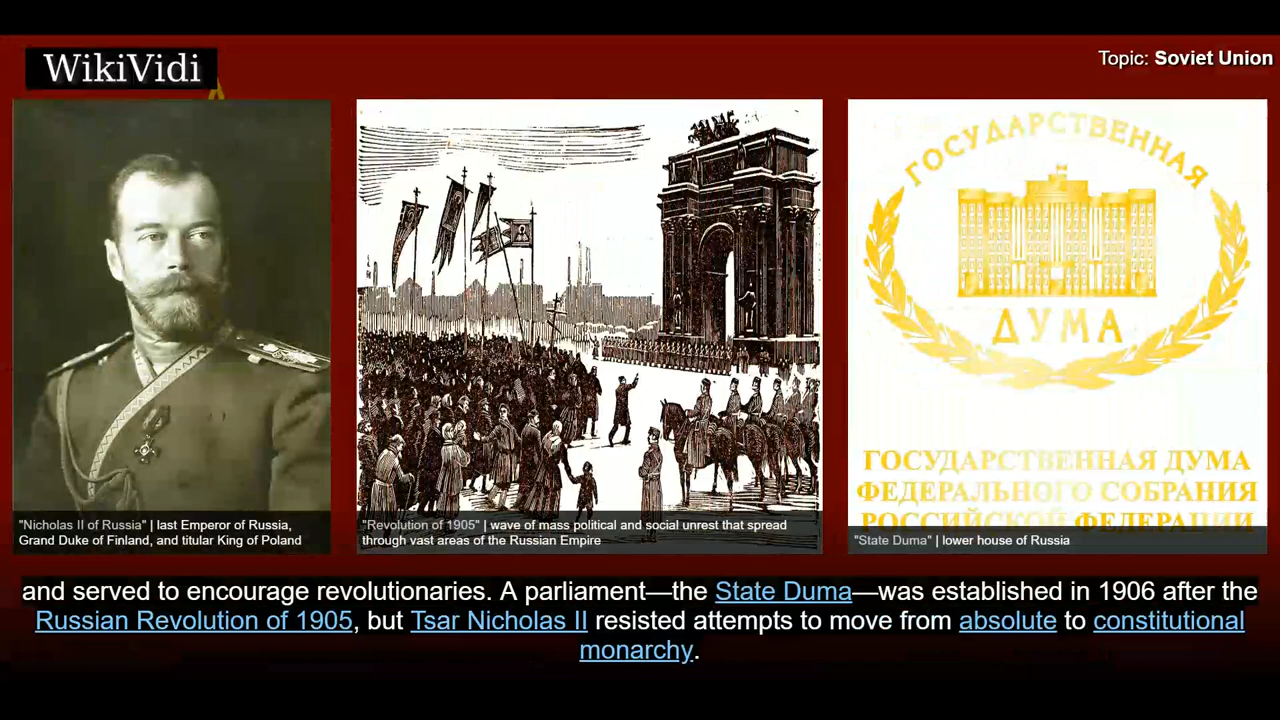 WikiVidi
Topic: Soviet Union
ГОСУДАРСТВЕННАЯ
ДУМА
ГОСУДАРСТВЕННАЯ ДУМА
ФЕДЕРАЛЬНОГО СОБРАНИЯ
РОССИЙСКОЙ ФЕДЕРАЦИИ
"Nicholas II of Russia" | last Emperor of Russia,
Grand Duke of Finland, and titular King of Poland
"Revolution of 1905" | wave of mass political and social unrest that spread
through vast areas of the Russian Empire
"State Duma" | lower house of Russia
and served to encourage revolutionaries. A parliament—the State Duma—was established in 1906 after the
Russian Revolution of 1905, but Tsar Nicholas II resisted attempts to move from absolute to constitutional
monarchy.